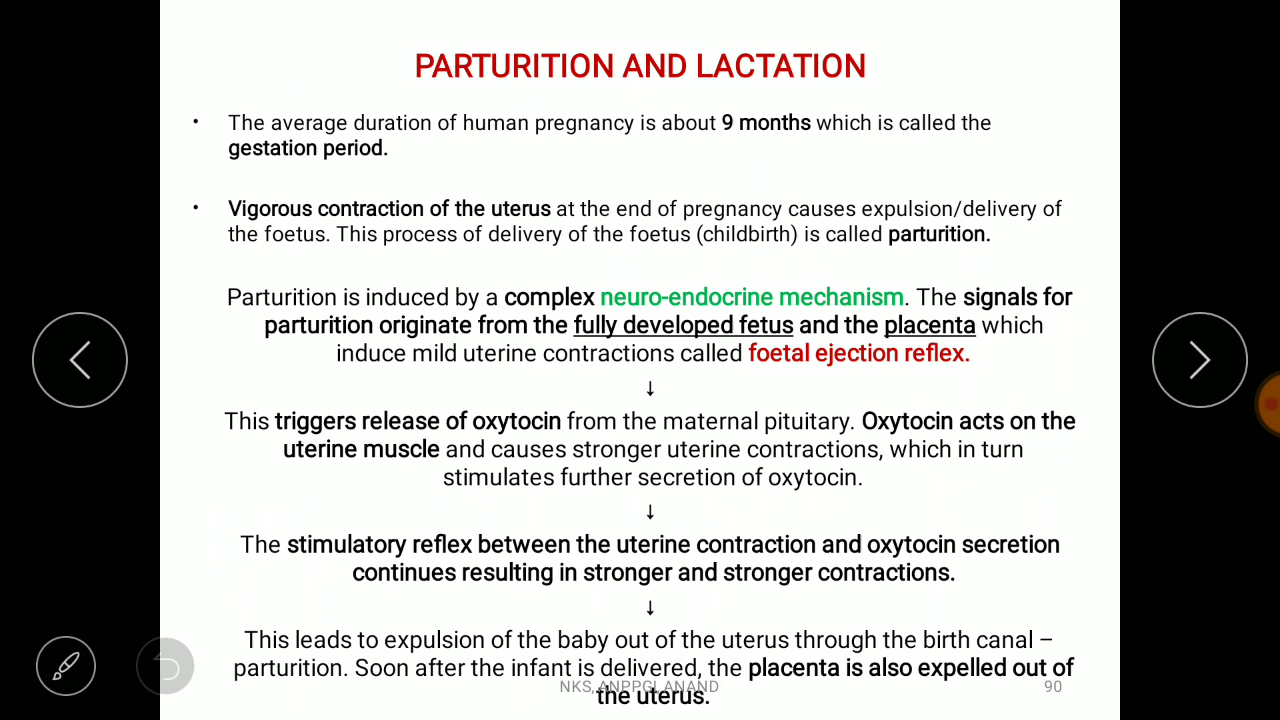 PARTURITION AND LACTATION
• The average duration of human pregnancy is about 9 months which is called the
gestation period.
• Vigorous contraction of the uterus at the end of pregnancy causes expulsion/delivery of
the foetus. This process of delivery of the foetus (childbirth) is called parturition.
Parturition is induced by a complex neuro-endocrine mechanism. The signals for
parturition originate from the fully developed fetus and the placenta which
induce mild uterine contractions called foetal ejection reflex.
↓
This triggers release of oxytocin from the maternal pituitary. Oxytocin acts on the
uterine muscle and causes stronger uterine contractions, which in turn
stimulates further secretion of oxytocin.
↓
The stimulatory reflex between the uterine contraction and oxytocin secretion
continues resulting in stronger and stronger contractions.
↓
This leads to expulsion of the baby out of the uterus through the birth canal –
parturition. Soon after the infant is delivered, the placenta is also expelled out of
the uterus.
NKS, ANPPGI, ANAND
90